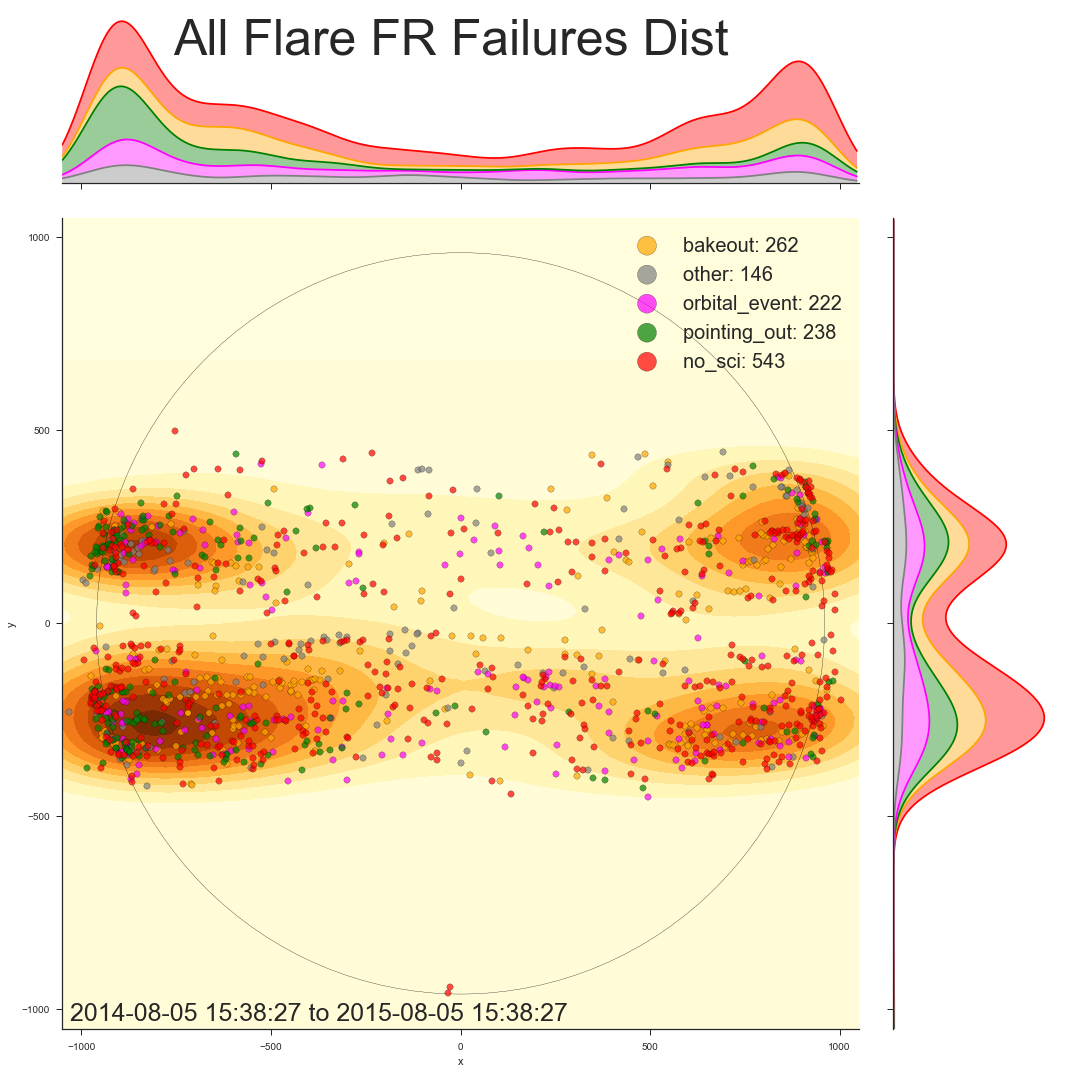 All Flare FR Failures Dist
1000
500
0
−500
−1000
y
bakeout: 262
other: 146
orbital_event: 222
pointing_out: 238
no_sci: 543
2014-08-05 15:38:27 to 2015-08-05 15:38:27
−1000 −500 0 500 1000
x